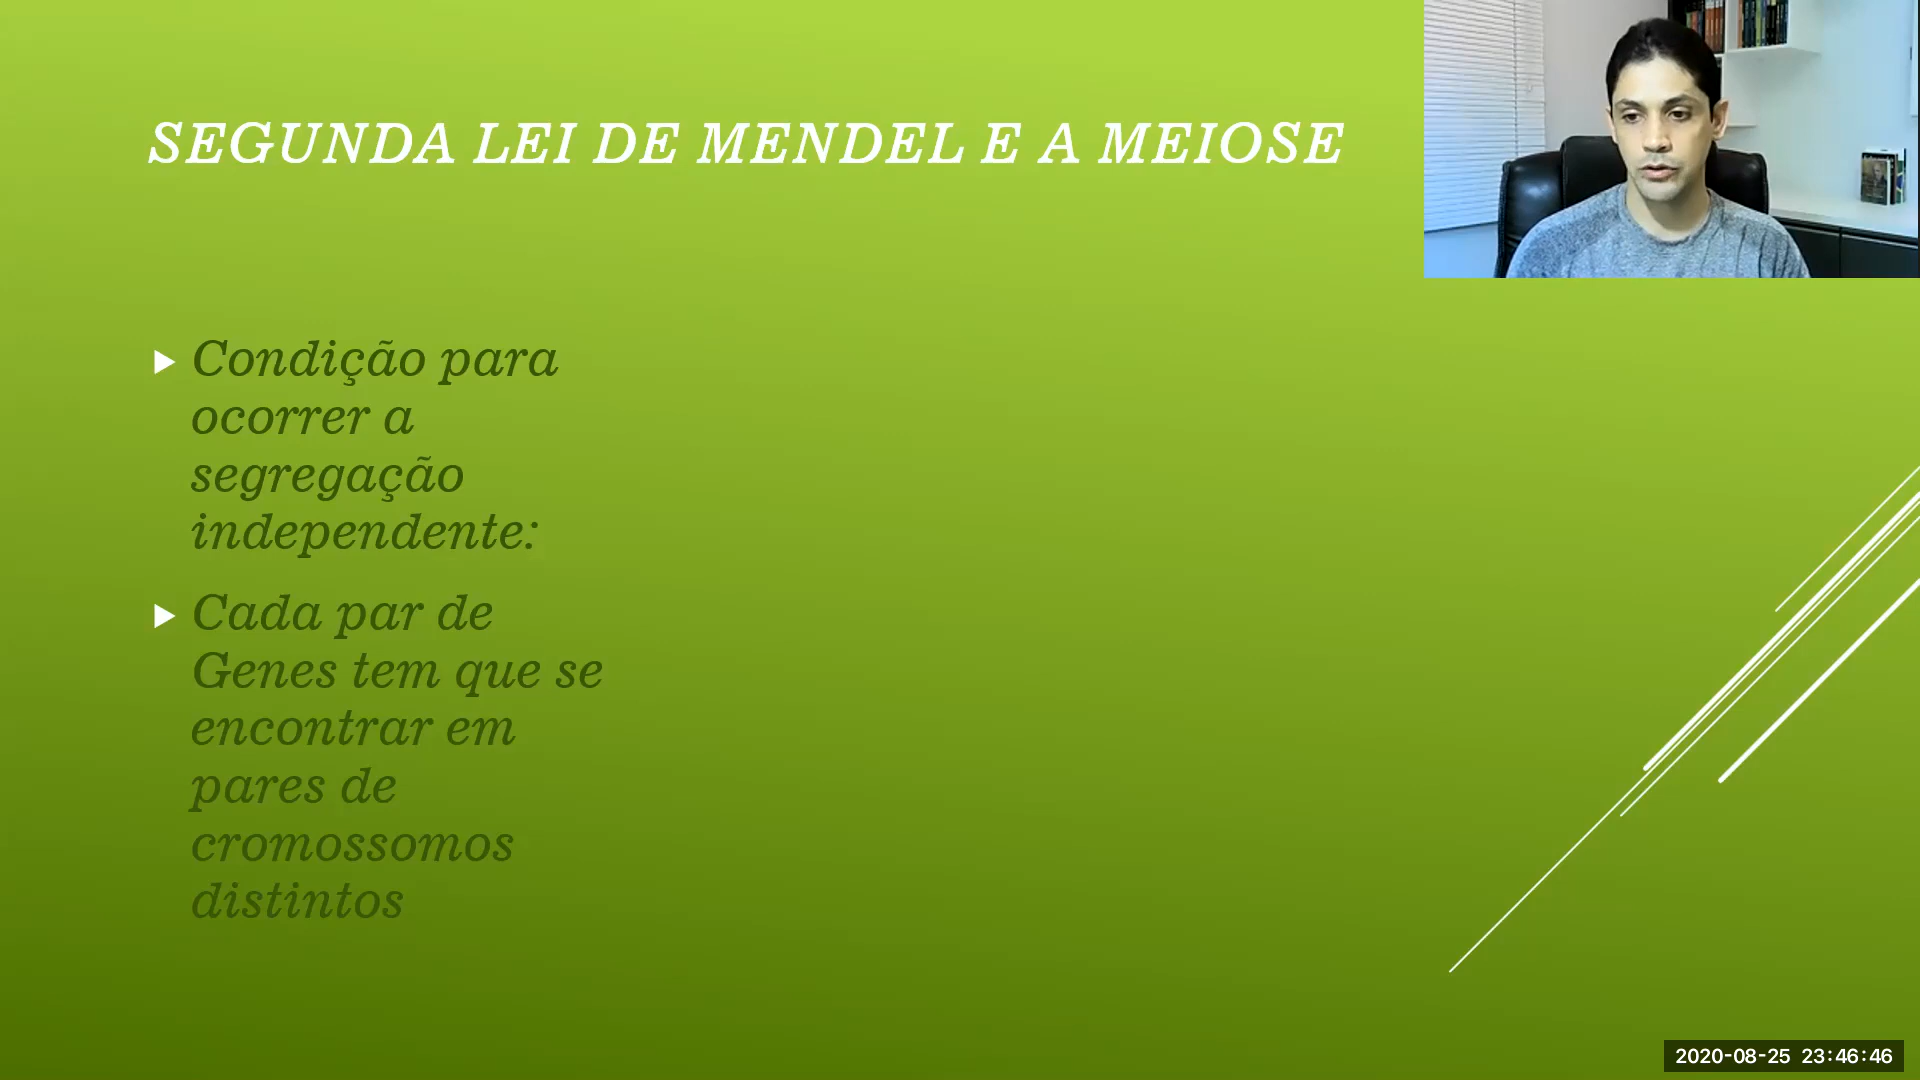 SEGUNDA LEI DE MENDEL E A MEIOSE
Condição para
ocorrer a
segregação
independente:
Cada par de
Genes tem que se
encontrar em
pares de
cromossomos
distintos
2020-08-25 23:46:46